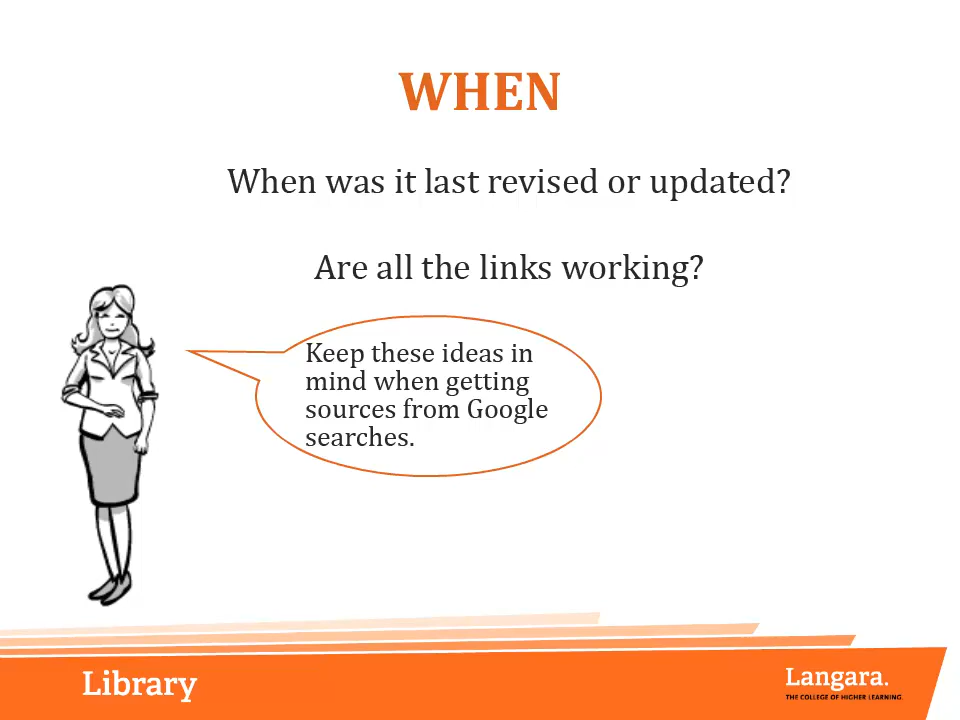 WHEN
When was it last revised or updated?
Are all the links working?
Keep these ideas in
mind when getting
sources from Google
searches.
Library
Langara.
THE COLLEGE OF HIGHER LEARNING.